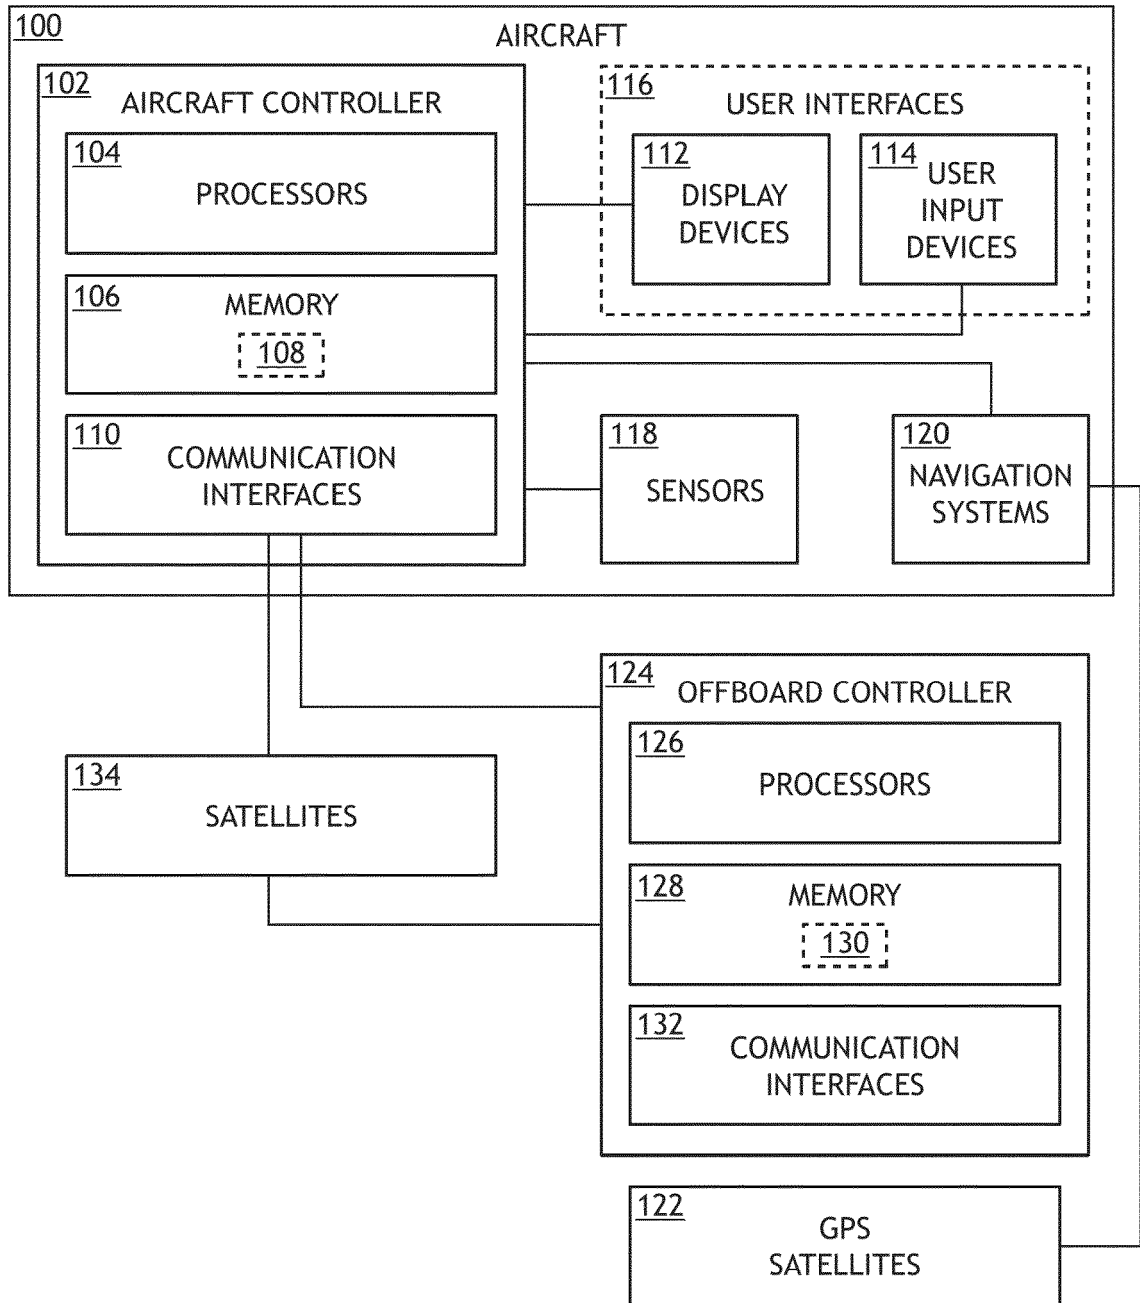 100
AIRCRAFT
102
AIRCRAFT CONTROLLER
104
PROCESSORS
106
MEMORY
108
110
COMMUNICATION
INTERFACES
116
USER INTERFACES
112
DISPLAY
DEVICES
114
USER
INPUT
DEVICES
118
SENSORS
120
NAVIGATION
SYSTEMS
134
SATELLITES
124
OFFBOARD CONTROLLER
126
PROCESSORS
128
MEMORY
130
132
COMMUNICATION
INTERFACES
122
GPS
SATELLITES